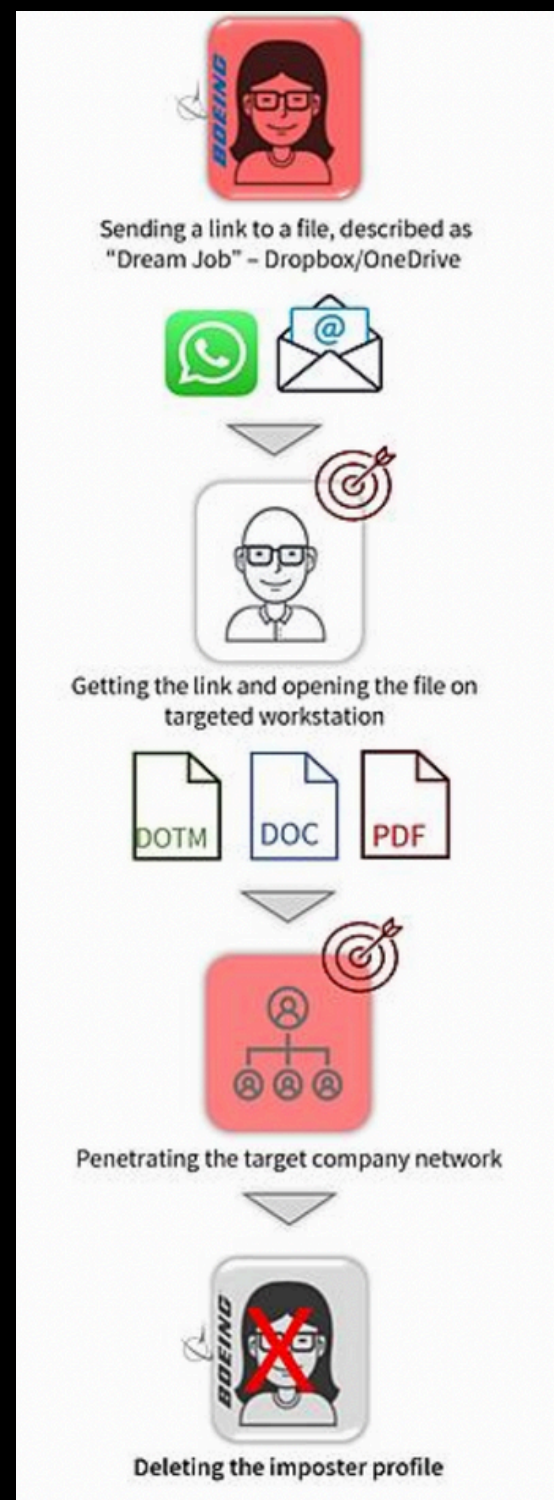 BOEING
Sending a link to a file, described as
“Dream Job” – Dropbox/OneDrive
@
Getting the link and opening the file on
targeted workstation
DOTM
DOC
PDF
Penetrating the target company network
BOEING
X
Deleting the imposter profile